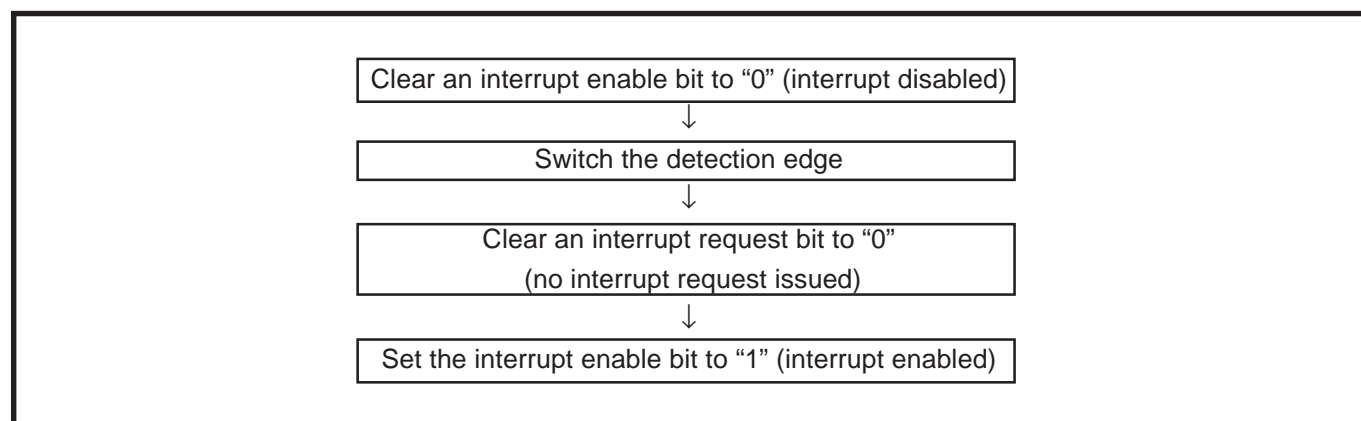 Clear an interrupt enable bit to “0” (interrupt disabled)
↓
Switch the detection edge
↓
Clear an interrupt request bit to “0”
(no interrupt request issued)
↓
Set the interrupt enable bit to “1” (interrupt enabled)